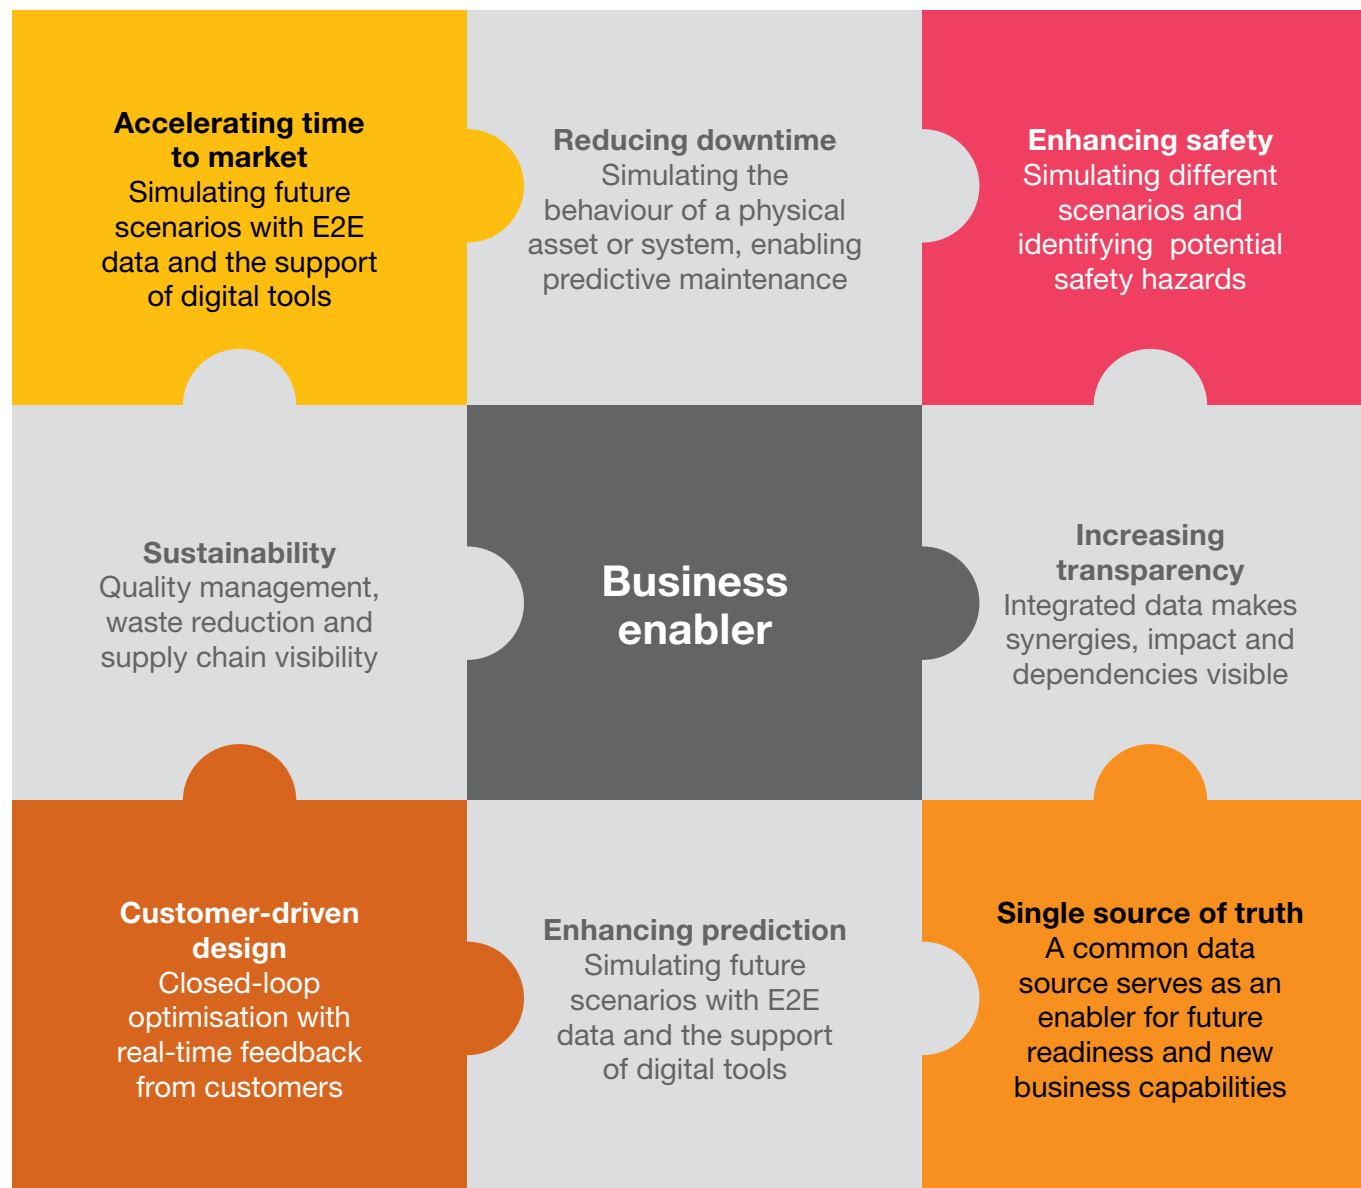 Accelerating time
to market
Simulating future
scenarios with E2E
data and the support
of digital tools
Reducing downtime
Simulating the
behaviour of a physical
asset or system, enabling
predictive maintenance
Enhancing safety
Simulating different
scenarios and
identifying  potential
safety hazards
Sustainability
Quality management,
waste reduction and
supply chain visibility
Business
enabler
Increasing
transparency
Integrated data makes
synergies, impact and
dependencies visible
Customer-driven
design
Closed-loop
optimisation with
real-time feedback
from customers
Enhancing prediction
Simulating future
scenarios with E2E
data and the support
of digital tools
Single source of truth
A common data
source serves as an
enabler for future
readiness and new
business capabilities